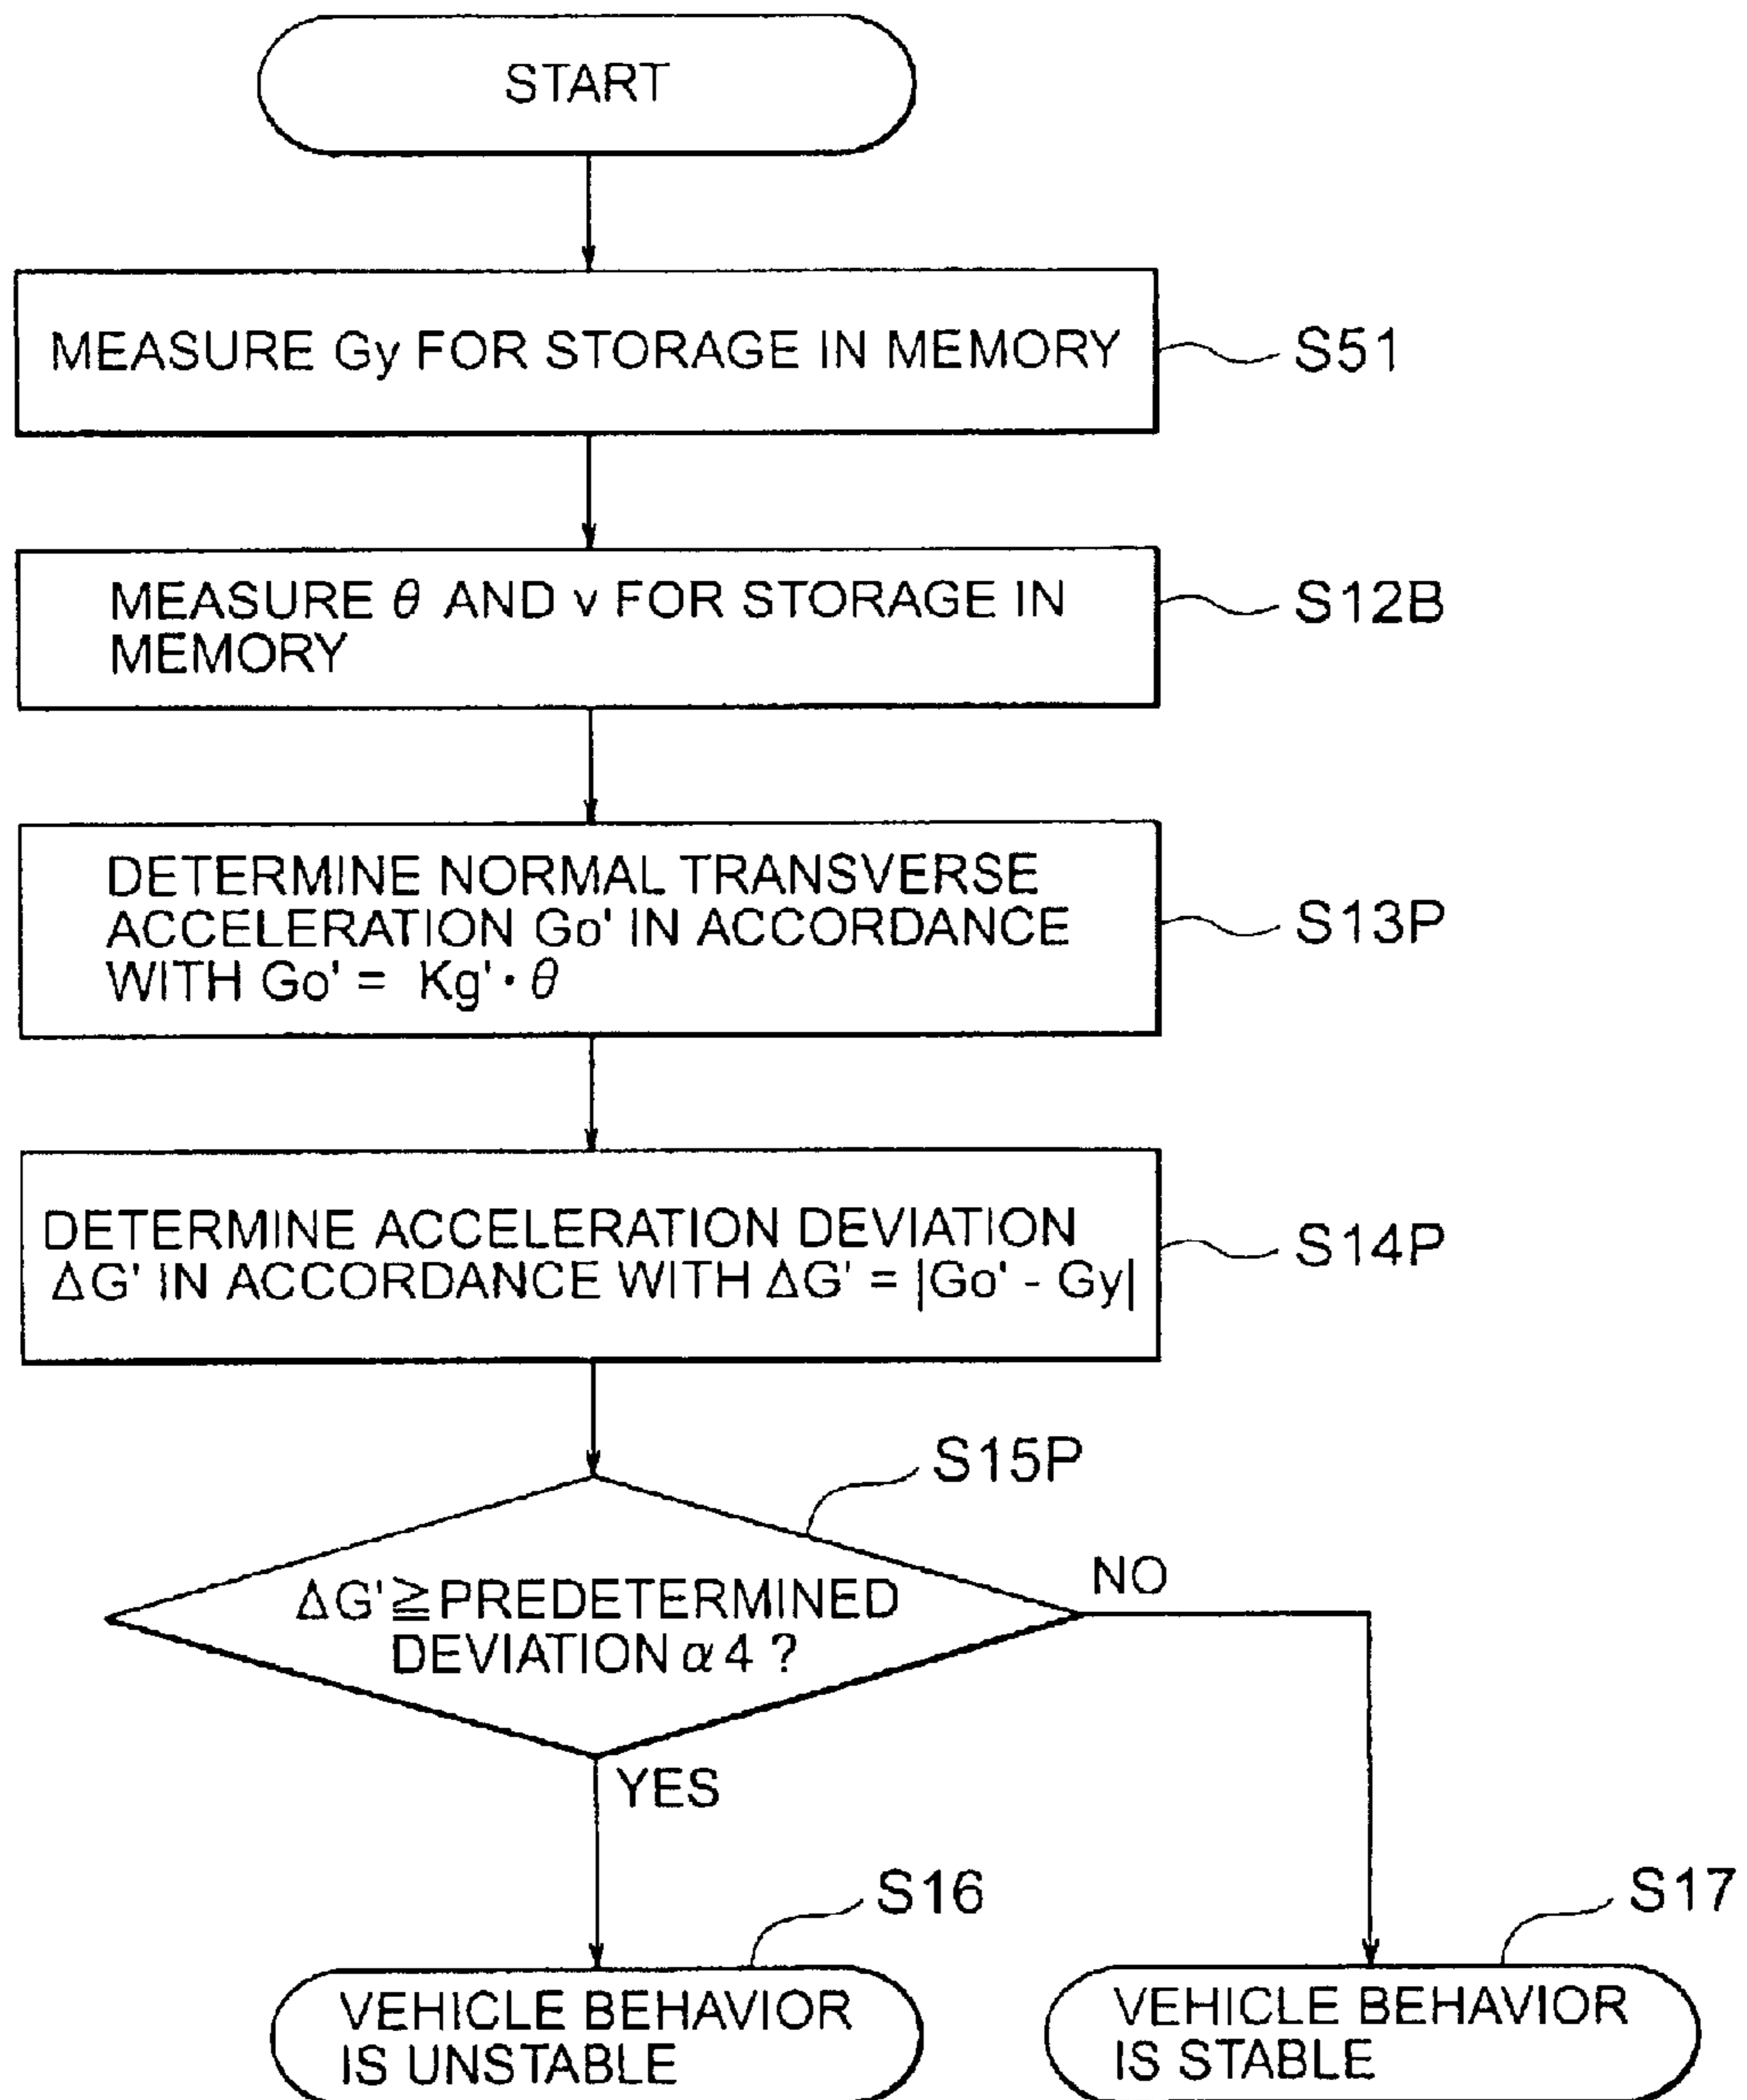 START
MEASURE Gy FOR STORAGE IN MEMORY
S51
MEASURE θ AND v FOR STORAGE IN
MEMORY
S12B
DETERMINE NORMAL TRANSVERSE
ACCELERATION Go' IN ACCORDANCE
WITH Go' = Kg' · θ
S13P
DETERMINE ACCELERATION DEVIATION
ΔG' IN ACCORDANCE WITH ΔG' = |Go' - Gy|
S14P
S15P
ΔG' ≧ PREDETERMINED
DEVIATION α4 ?
NO
YES
S16
VEHICLE BEHAVIOR
IS UNSTABLE
S17
VEHICLE BEHAVIOR
IS STABLE